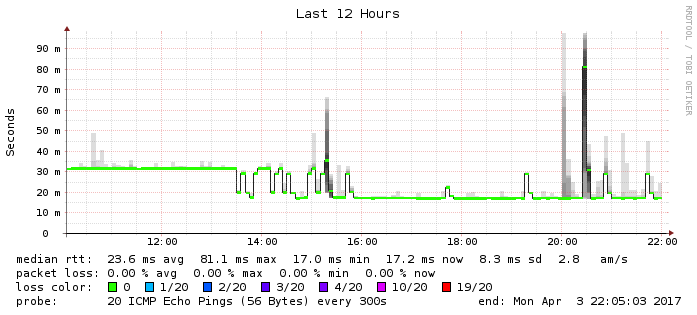 Last 12 Hours
RRDTOOL / TOBI OETIKER
Seconds
90 m
80 m
70 m
60 m
50 m
40 m
30 m
20 m
10 m
0
12:00 14:00 16:00 18:00 20:00 22:00
median rtt: 23.6 ms avg 81.1 ms max 17.0 ms min 17.2 ms now 8.3 ms sd 2.8 am/s
packet loss: 0.00 % avg 0.00 % max 0.00 % min 0.00 % now
loss color: 0 1/20 2/20 3/20 4/20 10/20 19/20
probe: 20 ICMP Echo Pings (56 Bytes) every 300s end: Mon Apr 3 22:05:03 2017